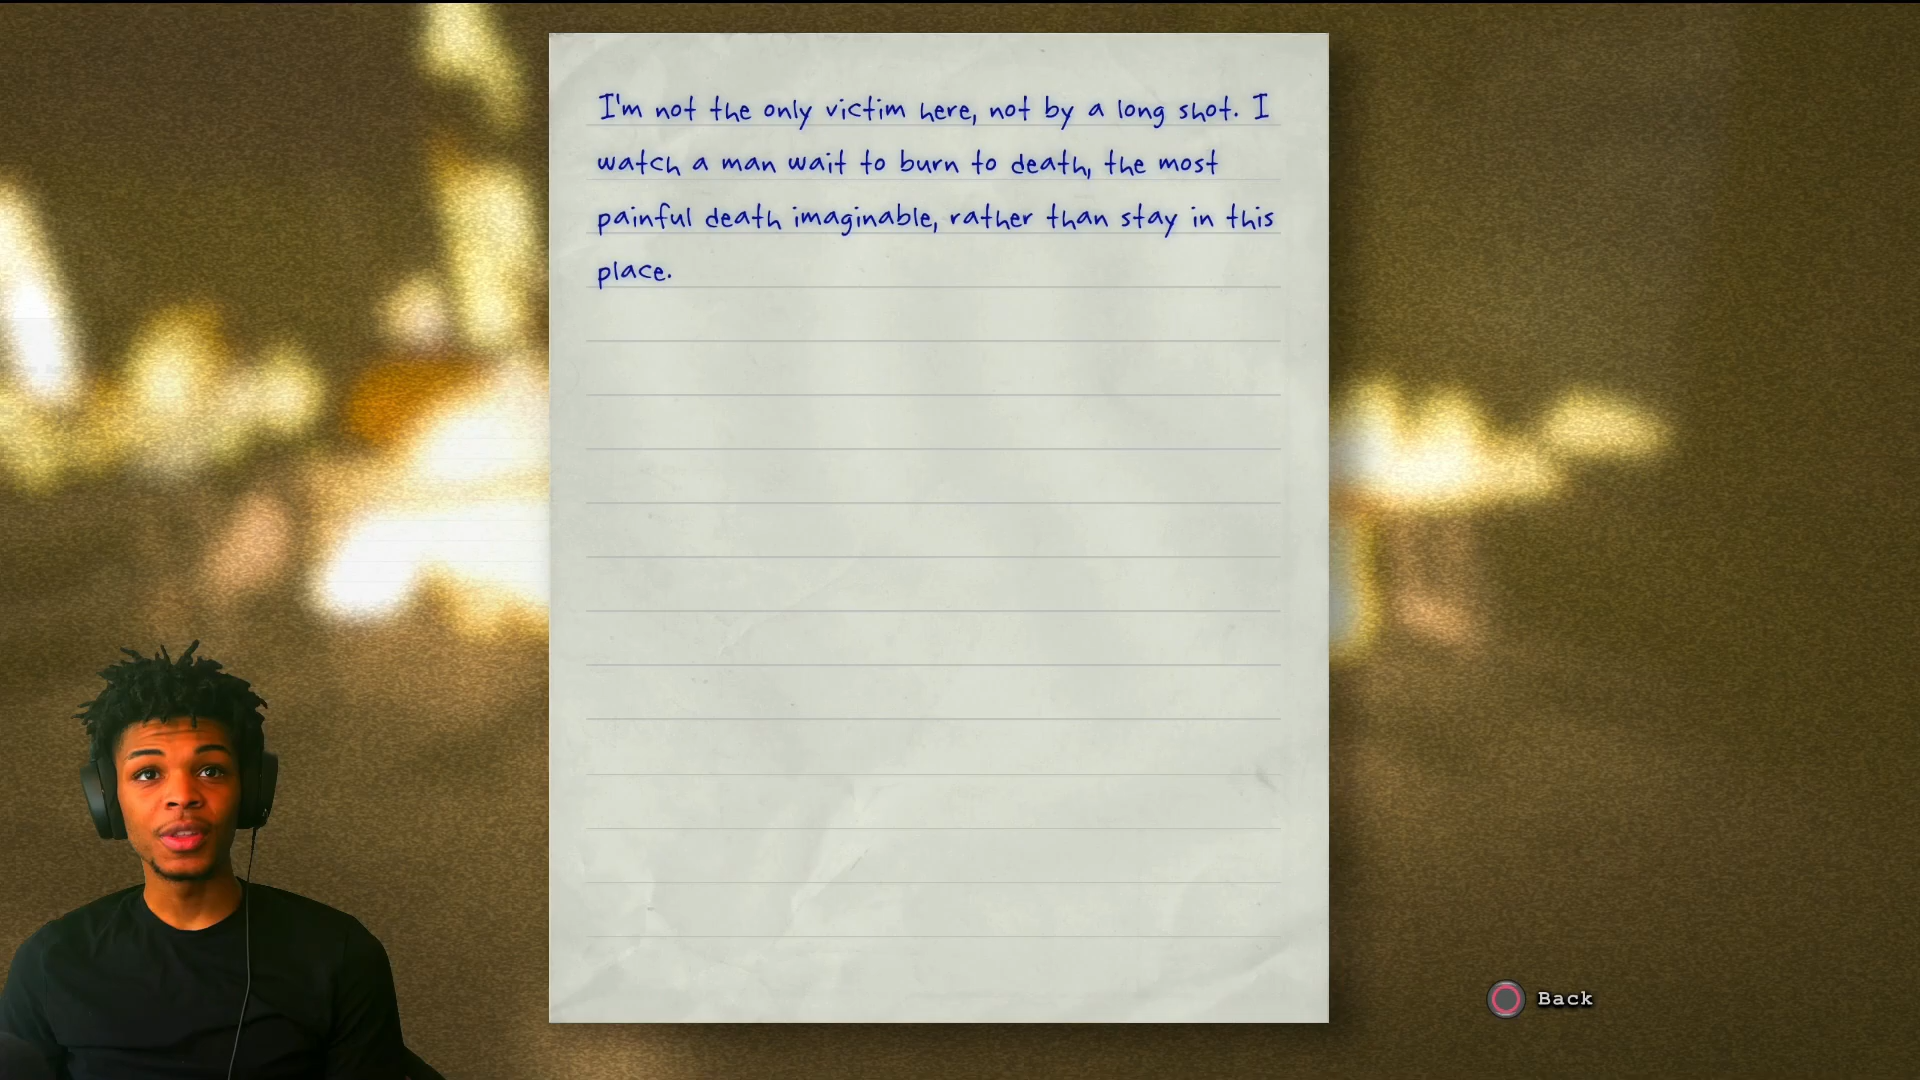 I'm not the only victim here, not by a long shot. I
watch a man wait to burn to death, the most
painful death imaginable, rather than stay in this
place.
Back